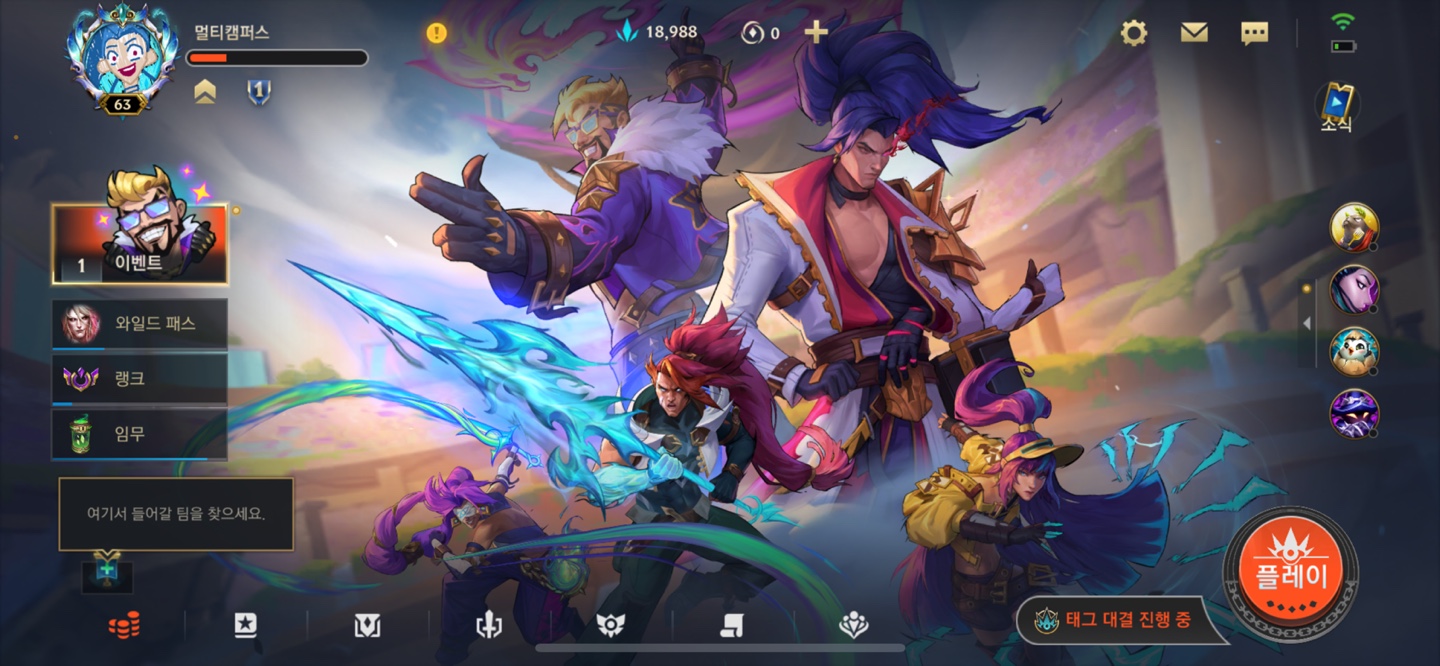 멀티캠퍼스
63
1
18,988
0
소식
1
이벤트
와일드 패스
랭크
임무
여기서 들어갈 팀을 찾으세요.
플레이
태그 대결 진행 중